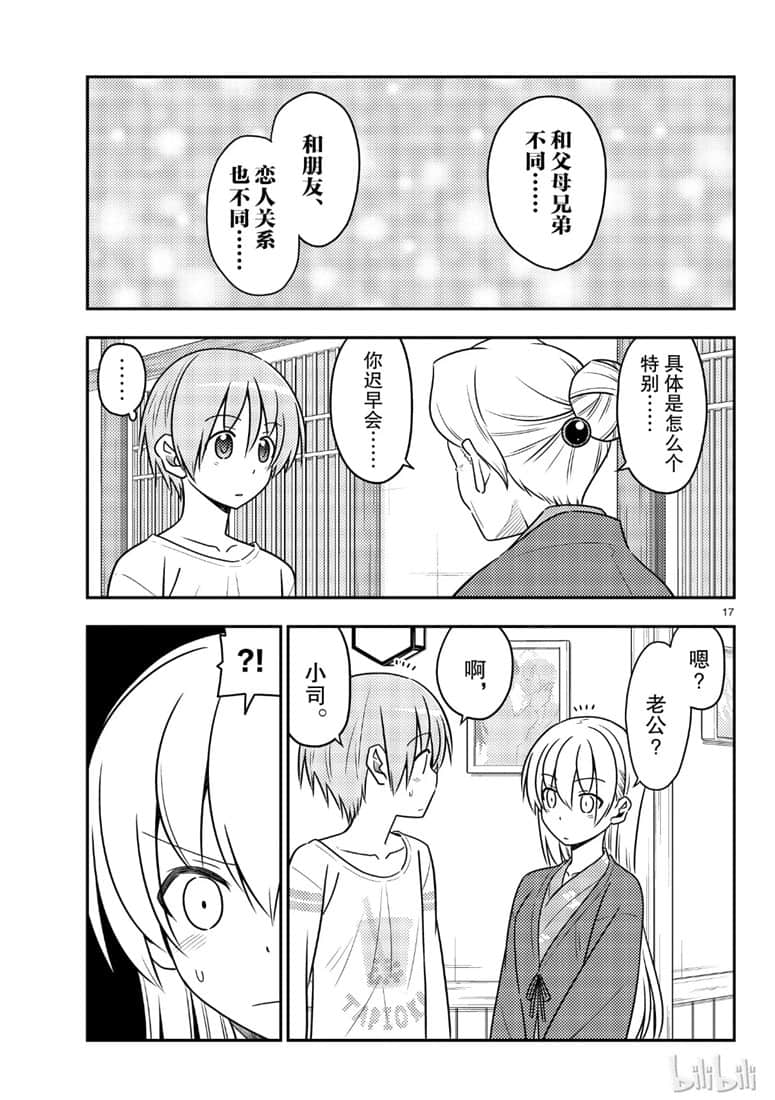 和父母兄弟
不同……
和朋友、
恋人关系
也不同……
具体是怎么个
特别……
你迟早会
……
……
17
嗯?
老公?
啊,
小司。
TAPIOKA
?!
bilibili